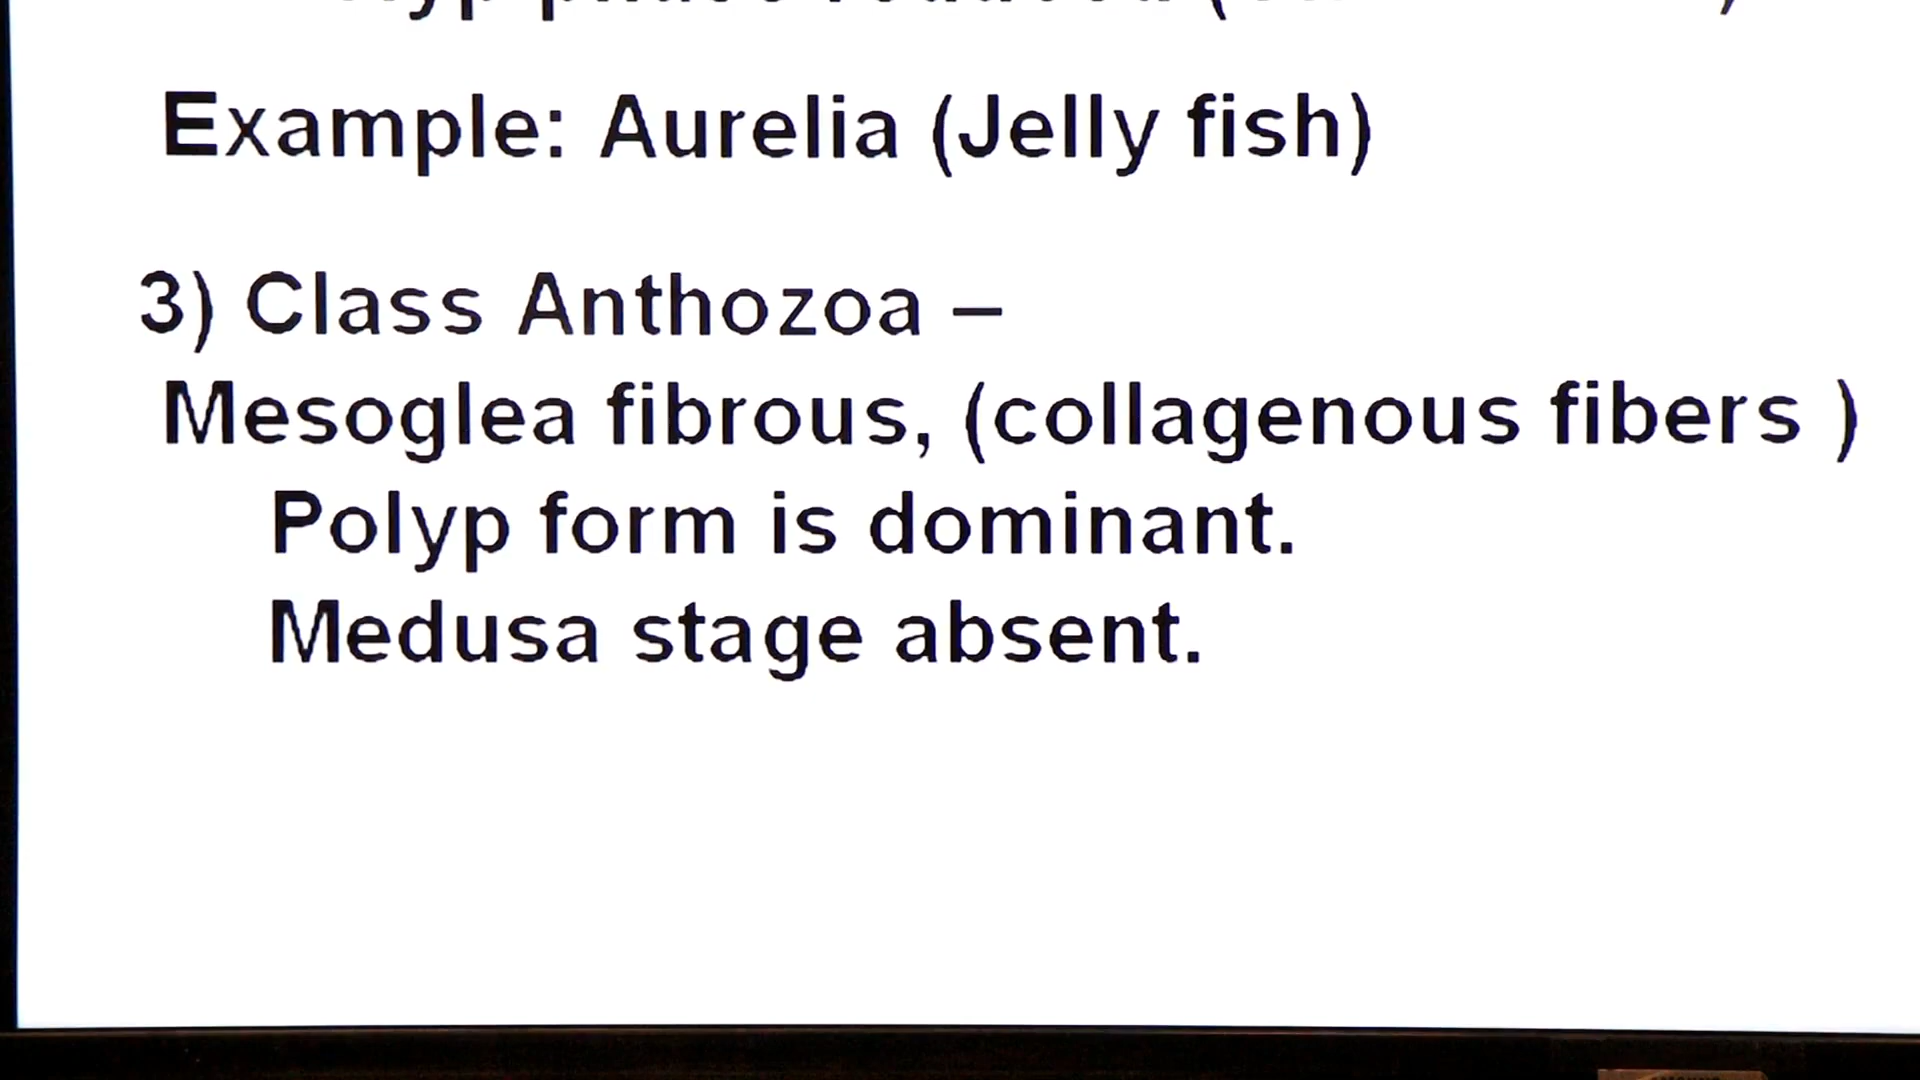 Example: Aurelia (Jelly fish)
3) Class Anthozoa –
Mesoglea fibrous, (collagenous fibers )
Polyp form is dominant.
Medusa stage absent.